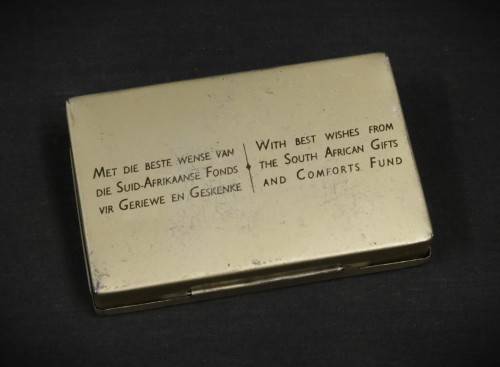 Met die beste wense van
die Suid-Afrikaanse Fonds
vir Geriewe en Geskenke
With best wishes from
the South African Gifts
and Comforts Fund